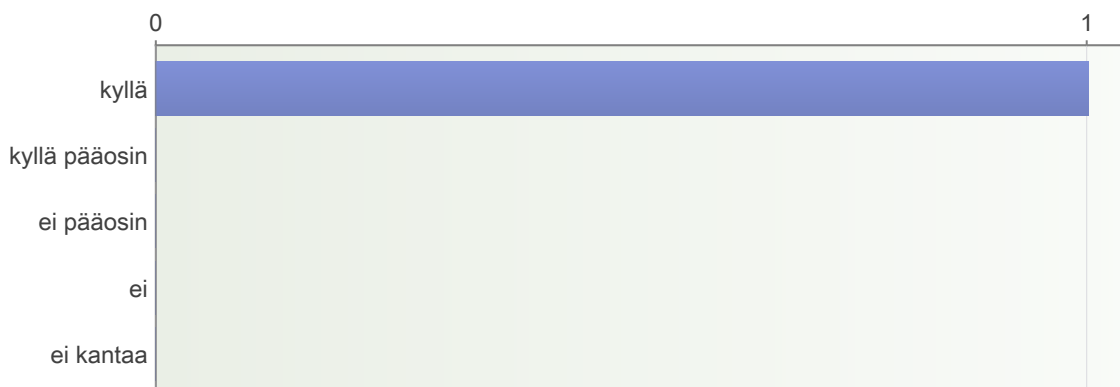 0 1
kyllä
kyllä pääosin
ei pääosin
ei
ei kantaa